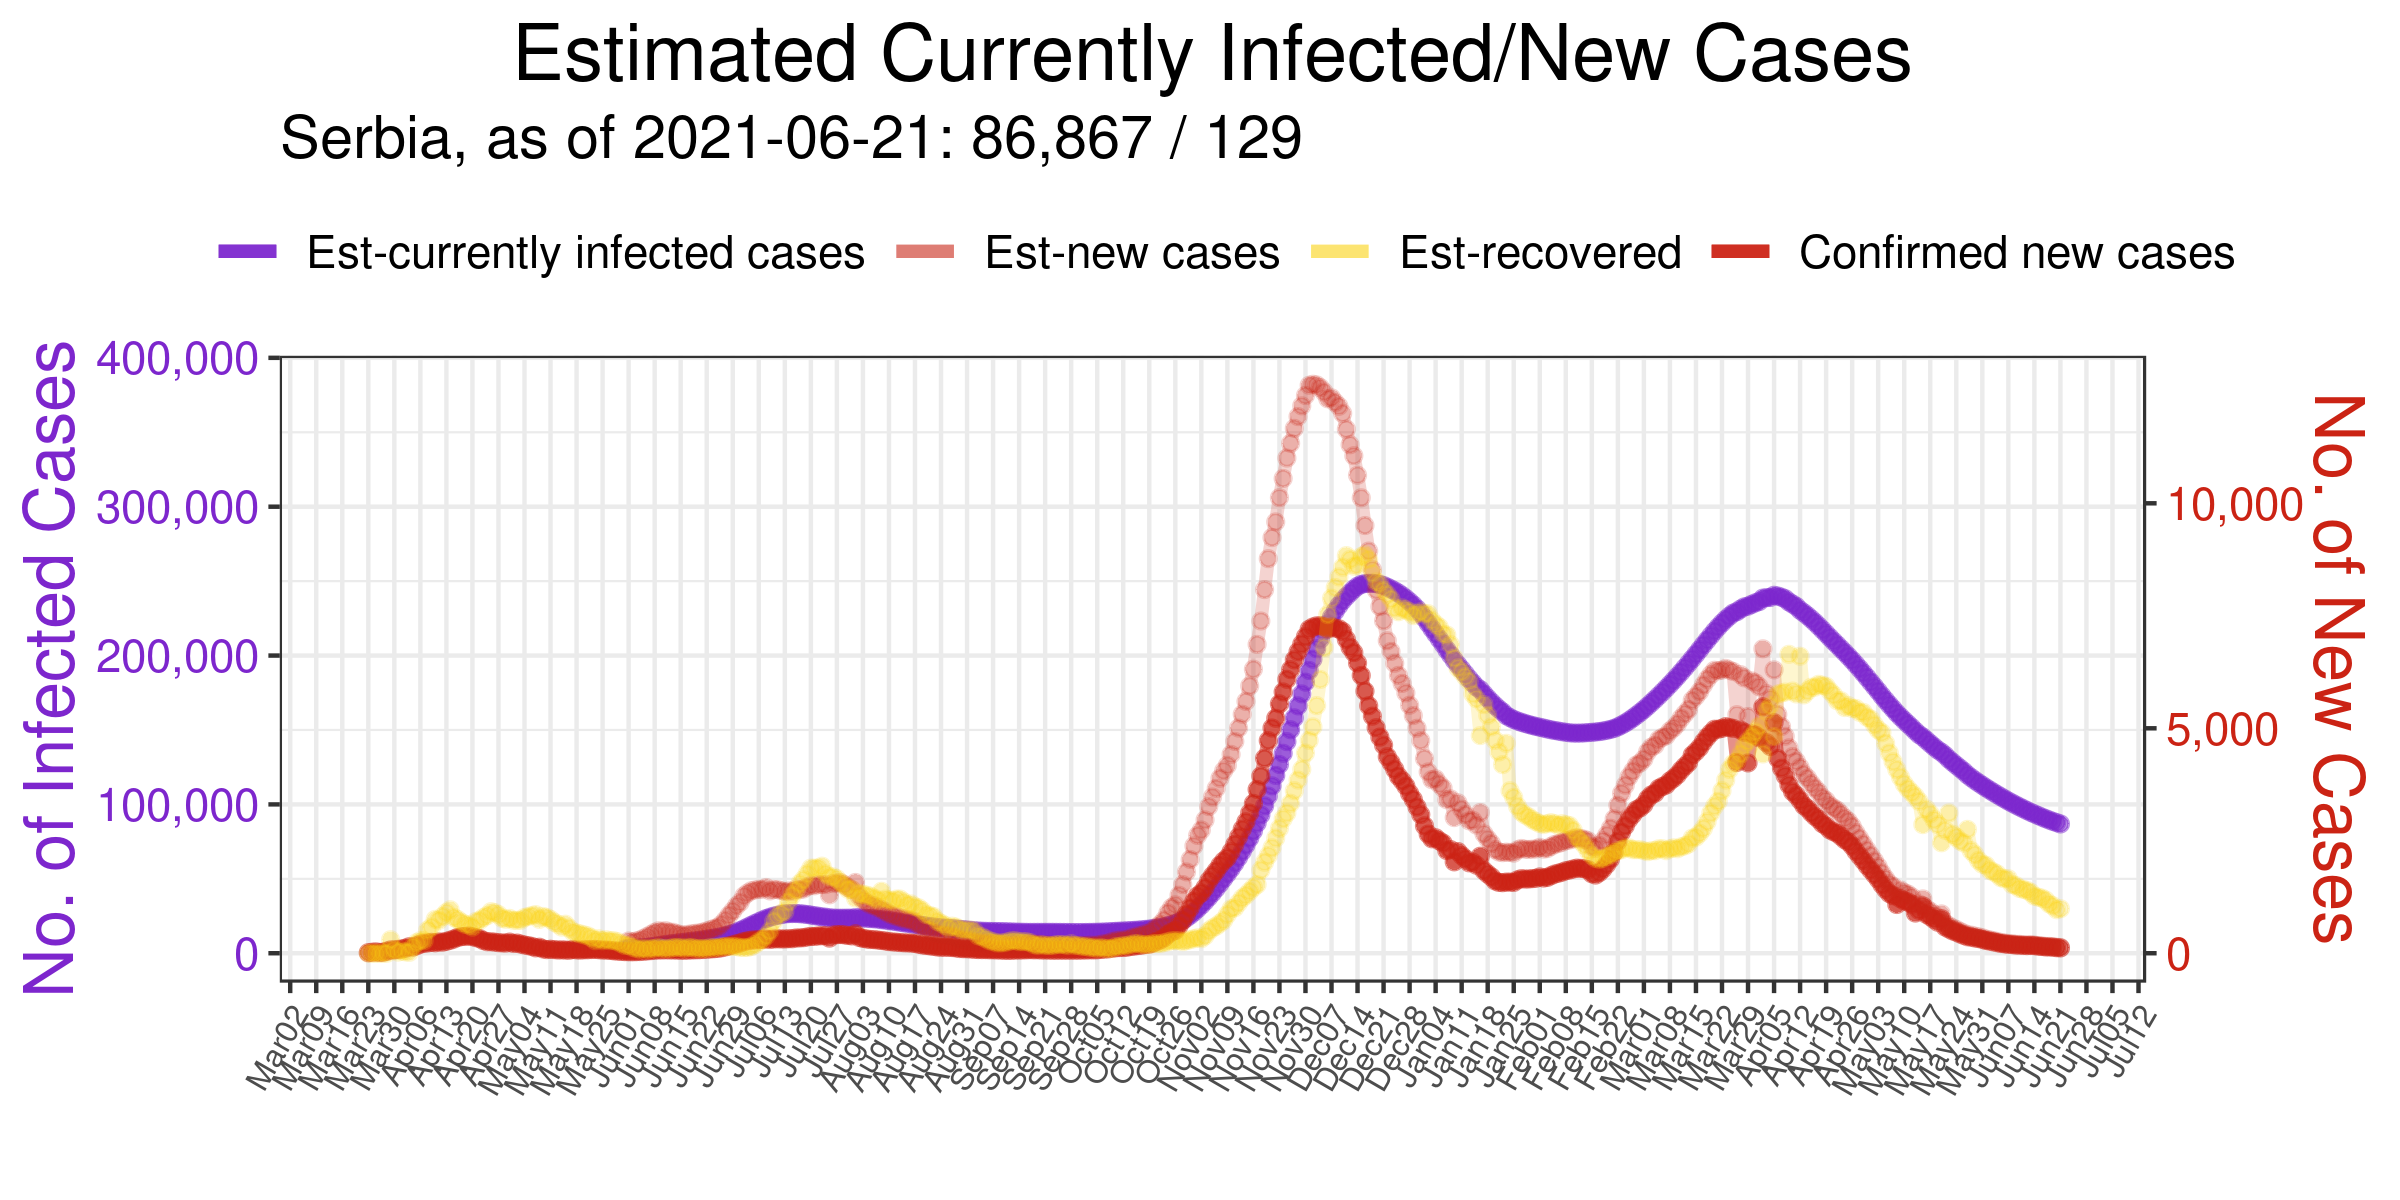 Estimated Currently Infected/New Cases
Serbia, as of 2021-06-21: 86,867 / 129
Est-currently infected cases
Est-new cases
Est-recovered
Confirmed new cases
No. of Infected Cases
400,000
300,000
200,000
100,000
0
No. of New Cases
10,000
5,000
0
Mar02
Mar09
Mar16
Mar23
Mar30
Apr06
Apr13
Apr20
Apr27
May04
May11
May18
May25
Jun01
Jun08
Jun15
Jun22
Jun29
Jul06
Jul13
Jul20
Jul27
Aug03
Aug10
Aug17
Aug24
Aug31
Sep07
Sep14
Sep21
Sep28
Oct05
Oct12
Oct19
Oct26
Nov02
Nov09
Nov16
Nov23
Nov30
Dec07
Dec14
Dec21
Dec28
Jan04
Jan11
Jan18
Jan25
Feb01
Feb08
Feb15
Feb22
Mar01
Mar08
Mar15
Mar22
Mar29
Apr05
Apr12
Apr19
Apr26
May03
May10
May17
May24
May31
Jun07
Jun14
Jun21
Jun28
Jul05
Jul12